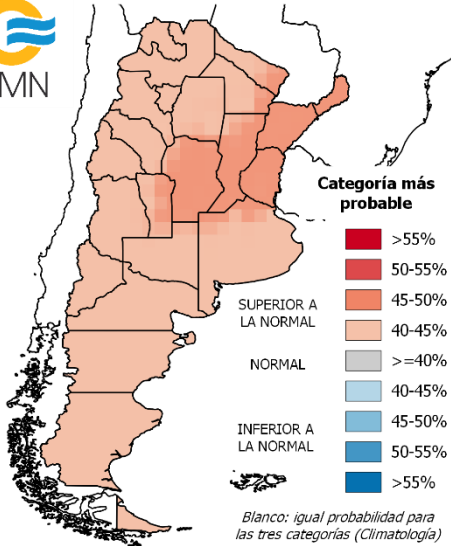 MN
Categoría más
probable
>55%
50-55%
45-50%
SUPERIOR A
LA NORMAL
40-45%
NORMAL
>=40%
40-45%
45-50%
INFERIOR A
LA NORMAL
50-55%
>55%
Blanco: igual probabilidad para
las tres categorías (Climatología)